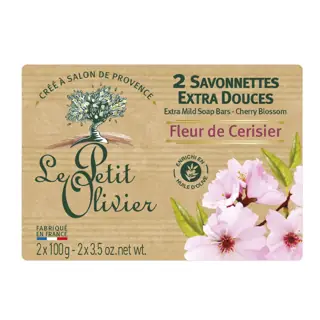 CRÉÉ À SALON DE PROVENCE
Le Petit
Olivier
FABRIQUÉ
EN FRANCE
2x100g - 2x3.5 oz.net wt.
2 SAVONNETTES
EXTRA DOUCES
Extra Mild Soap Bars - Cherry Blossom
Fleur de Cerisier
ENRICHI EN
HUILE D'OLIVE